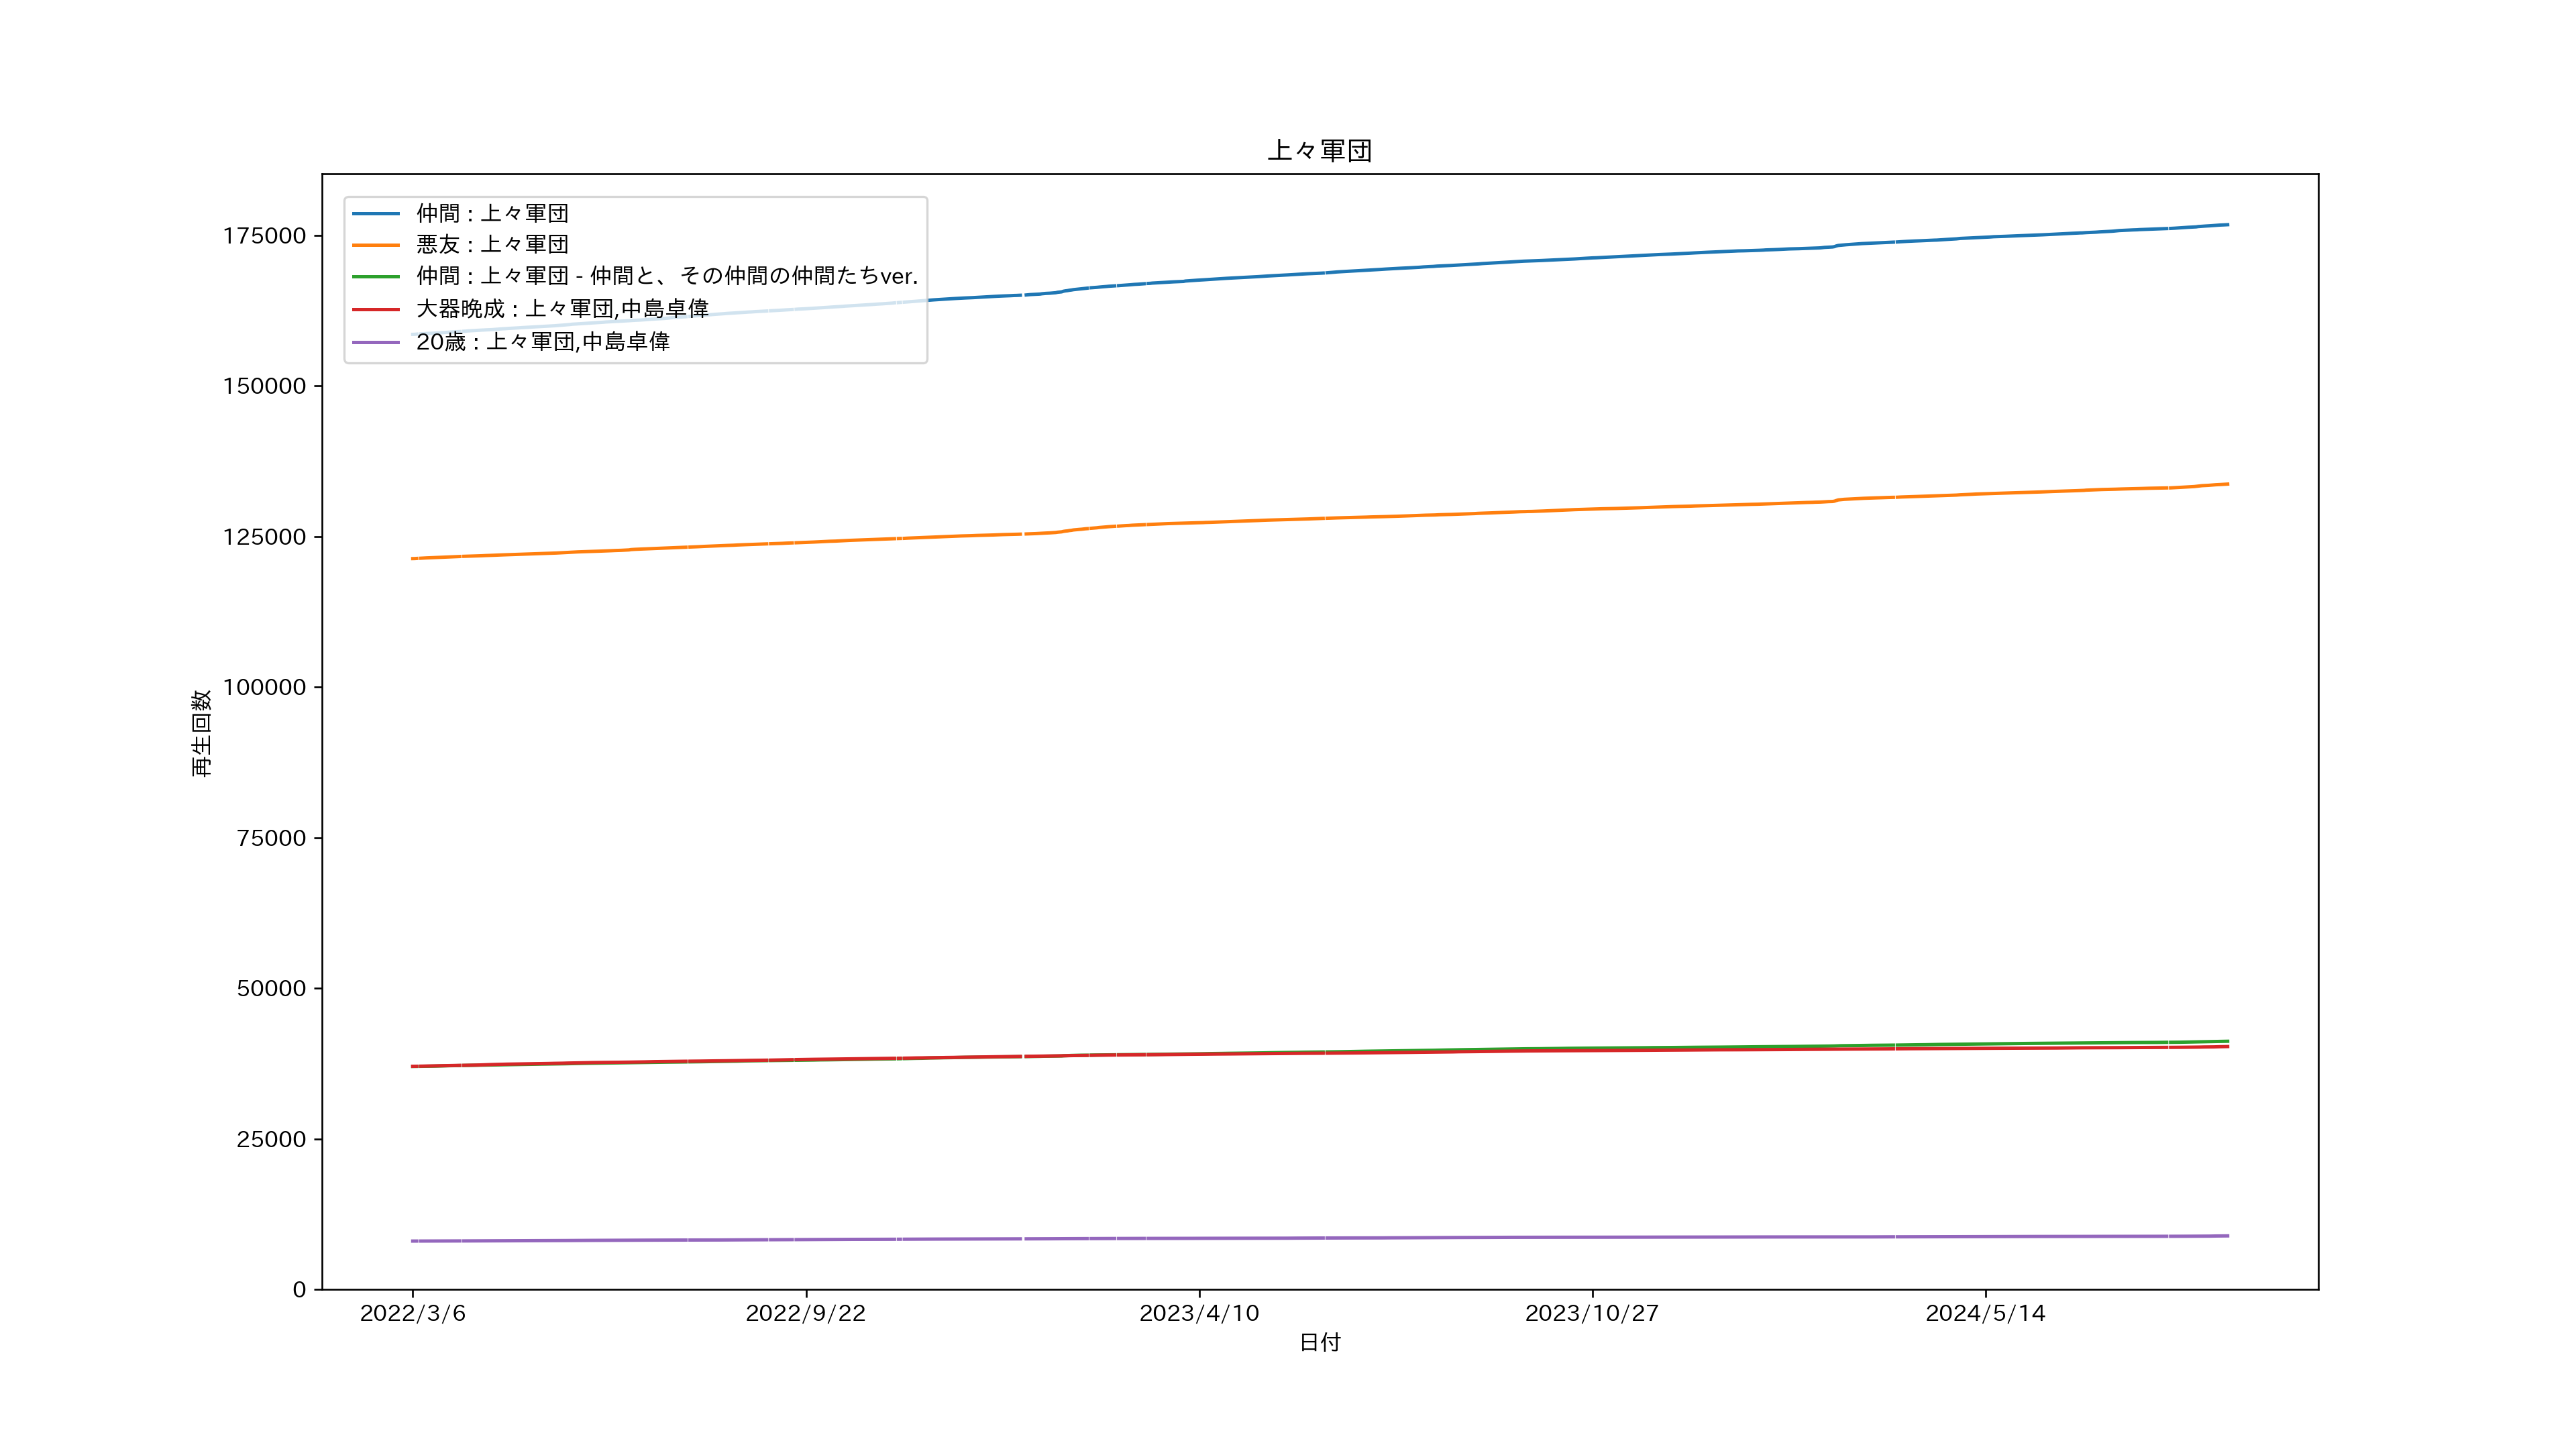 上々軍団
仲間 : 上々軍団
悪友 : 上々軍団
仲間 : 上々軍団 - 仲間と、その仲間の仲間たちver.
大器晩成 : 上々軍団,中島卓偉
20歳 : 上々軍団,中島卓偉
175000
150000
125000
100000
75000
50000
25000
0
再生回数
2022/3/6 2022/9/22 2023/4/10 2023/10/27 2024/5/14
日付